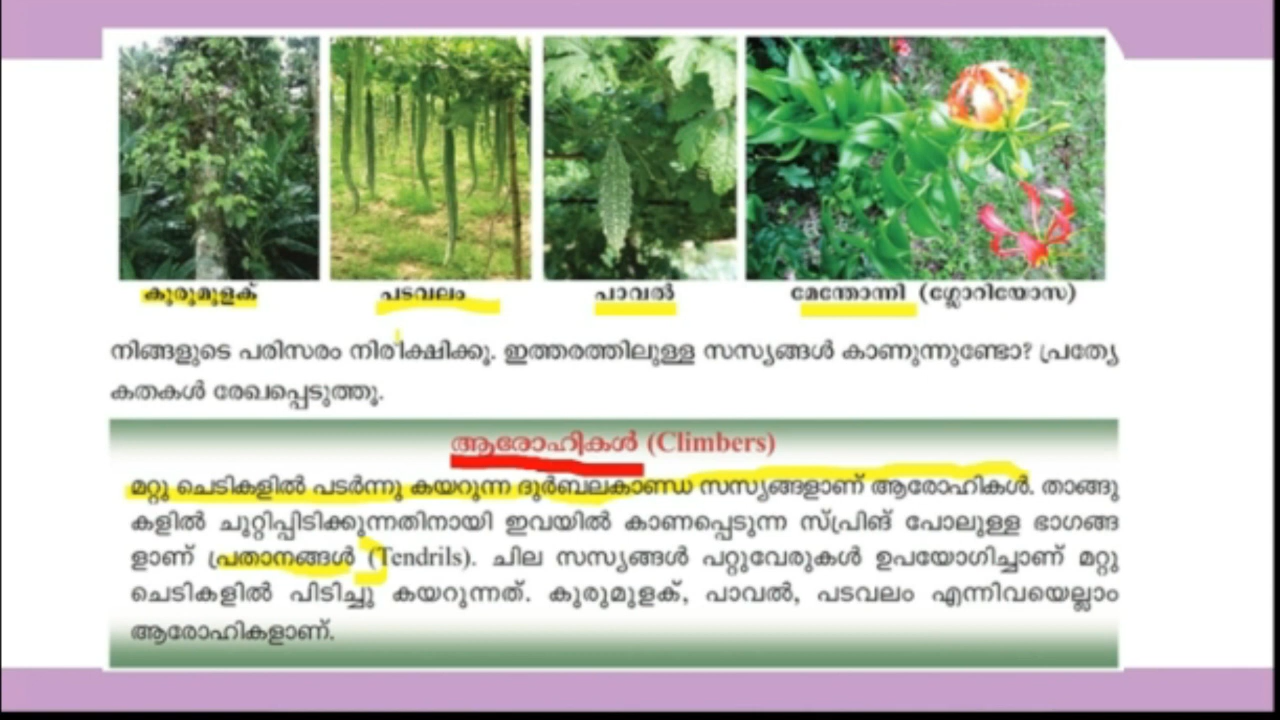 കുരുമുളക് പടവലം പാവൽ മേന്തോന്നി (ഗ്ലോറിയോസ)
നിങ്ങളുടെ പരിസരം നിരീക്ഷിക്കൂ. ഇത്തരത്തിലുള്ള സസ്യങ്ങൾ കാണുന്നുണ്ടോ? പ്രത്യേ
കതകൾ രേഖപ്പെടുത്തൂ.
ആരോഹികൾ (Climbers)
മറ്റു ചെടികളിൽ പടർന്നു കയറുന്ന ദുർബലകാണ്ഡ സസ്യങ്ങളാണ് ആരോഹികൾ. താങ്ങു
കളിൽ ചുറ്റിപ്പിടിക്കുന്നതിനായി ഇവയിൽ കാണപ്പെടുന്ന സ്പ്രിങ് പോലുള്ള ഭാഗങ്ങ
ളാണ് പ്രതാനങ്ങൾ (Tendrils). ചില സസ്യങ്ങൾ പറ്റുവേരുകൾ ഉപയോഗിച്ചാണ് മറ്റു
ചെടികളിൽ പിടിച്ചു കയറുന്നത്. കുരുമുളക്, പാവൽ, പടവലം എന്നിവയെല്ലാം
ആരോഹികളാണ്.